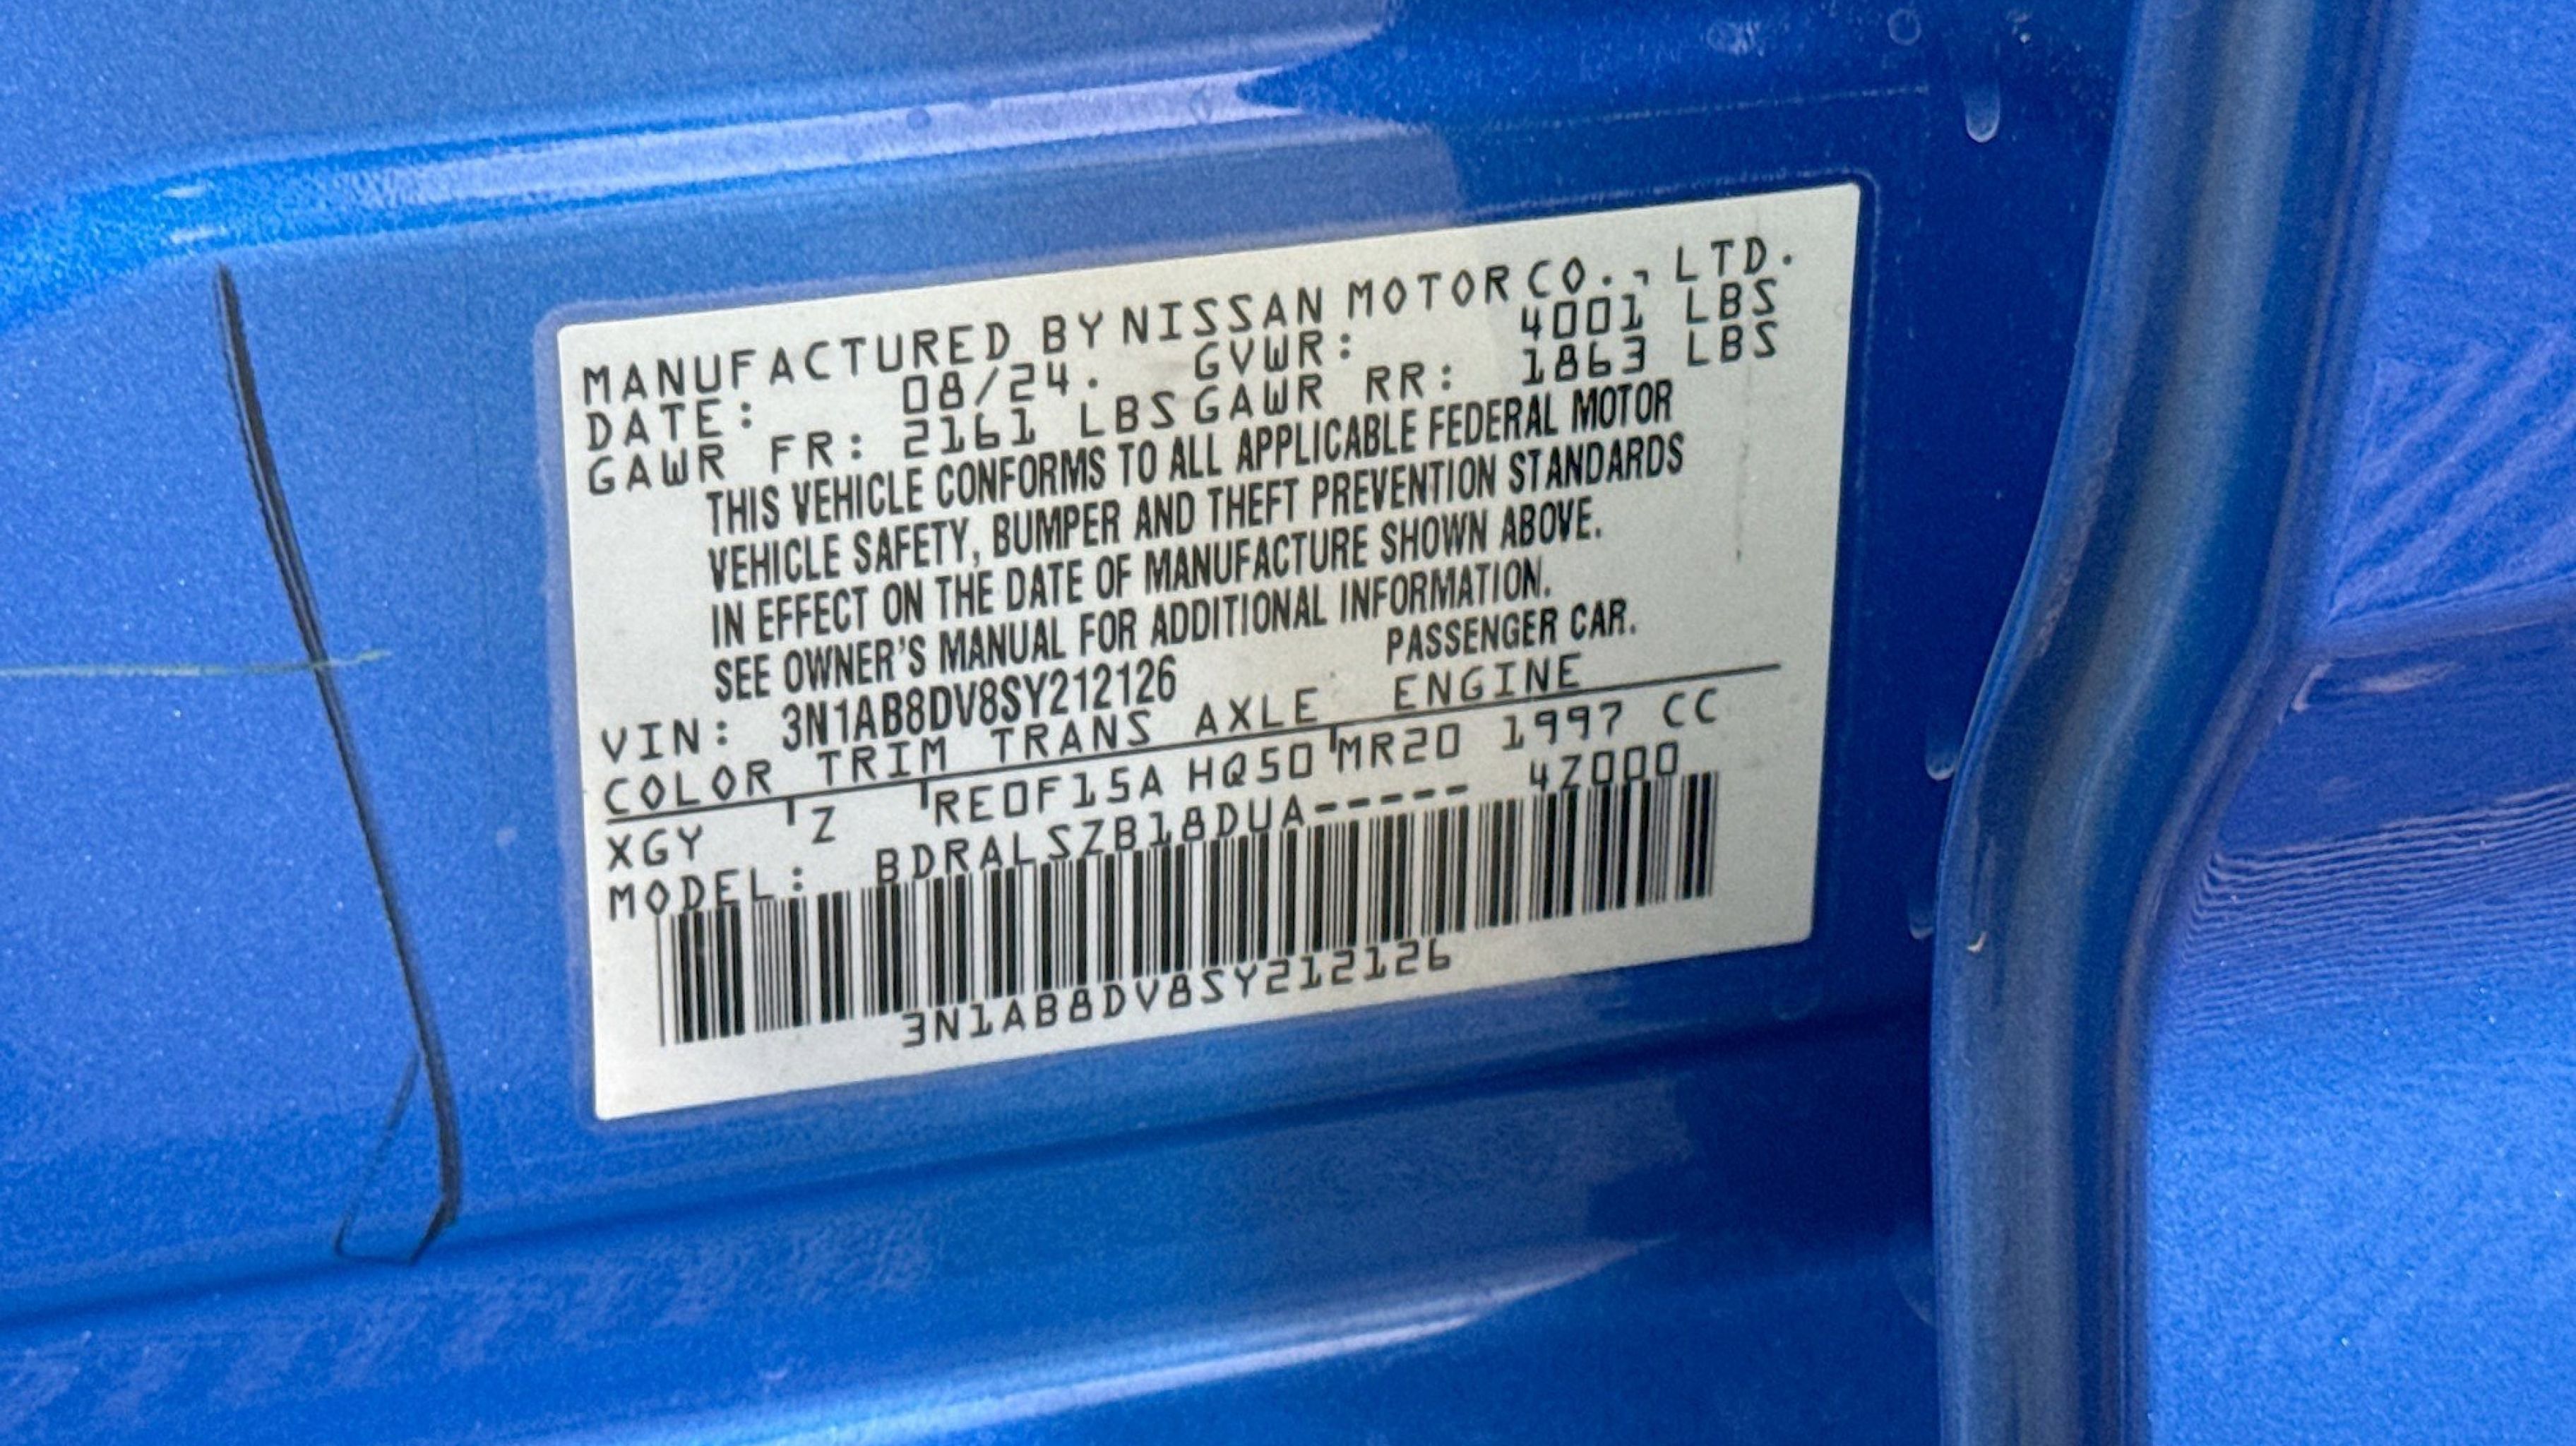 MANUFACTURED BY NISSAN MOTOR CO., LTD.
DATE: 08/24. GVWR: 4001 LBS
GAWR FR: 2161 LBS GAWR RR: 1863 LBS
THIS VEHICLE CONFORMS TO ALL APPLICABLE FEDERAL MOTOR
VEHICLE SAFETY, BUMPER AND THEFT PREVENTION STANDARDS
IN EFFECT ON THE DATE OF MANUFACTURE SHOWN ABOVE.
SEE OWNER'S MANUAL FOR ADDITIONAL INFORMATION.
PASSENGER CAR.
VIN: 3N1AB8DV8SY212126
COLOR TRIM TRANS AXLE ENGINE
XGY Z RE0F15A HQ50 MR20 1997 CC
MODEL: BDRALSZB18DUA----- 4Z000
3N1AB8DV8SY212126